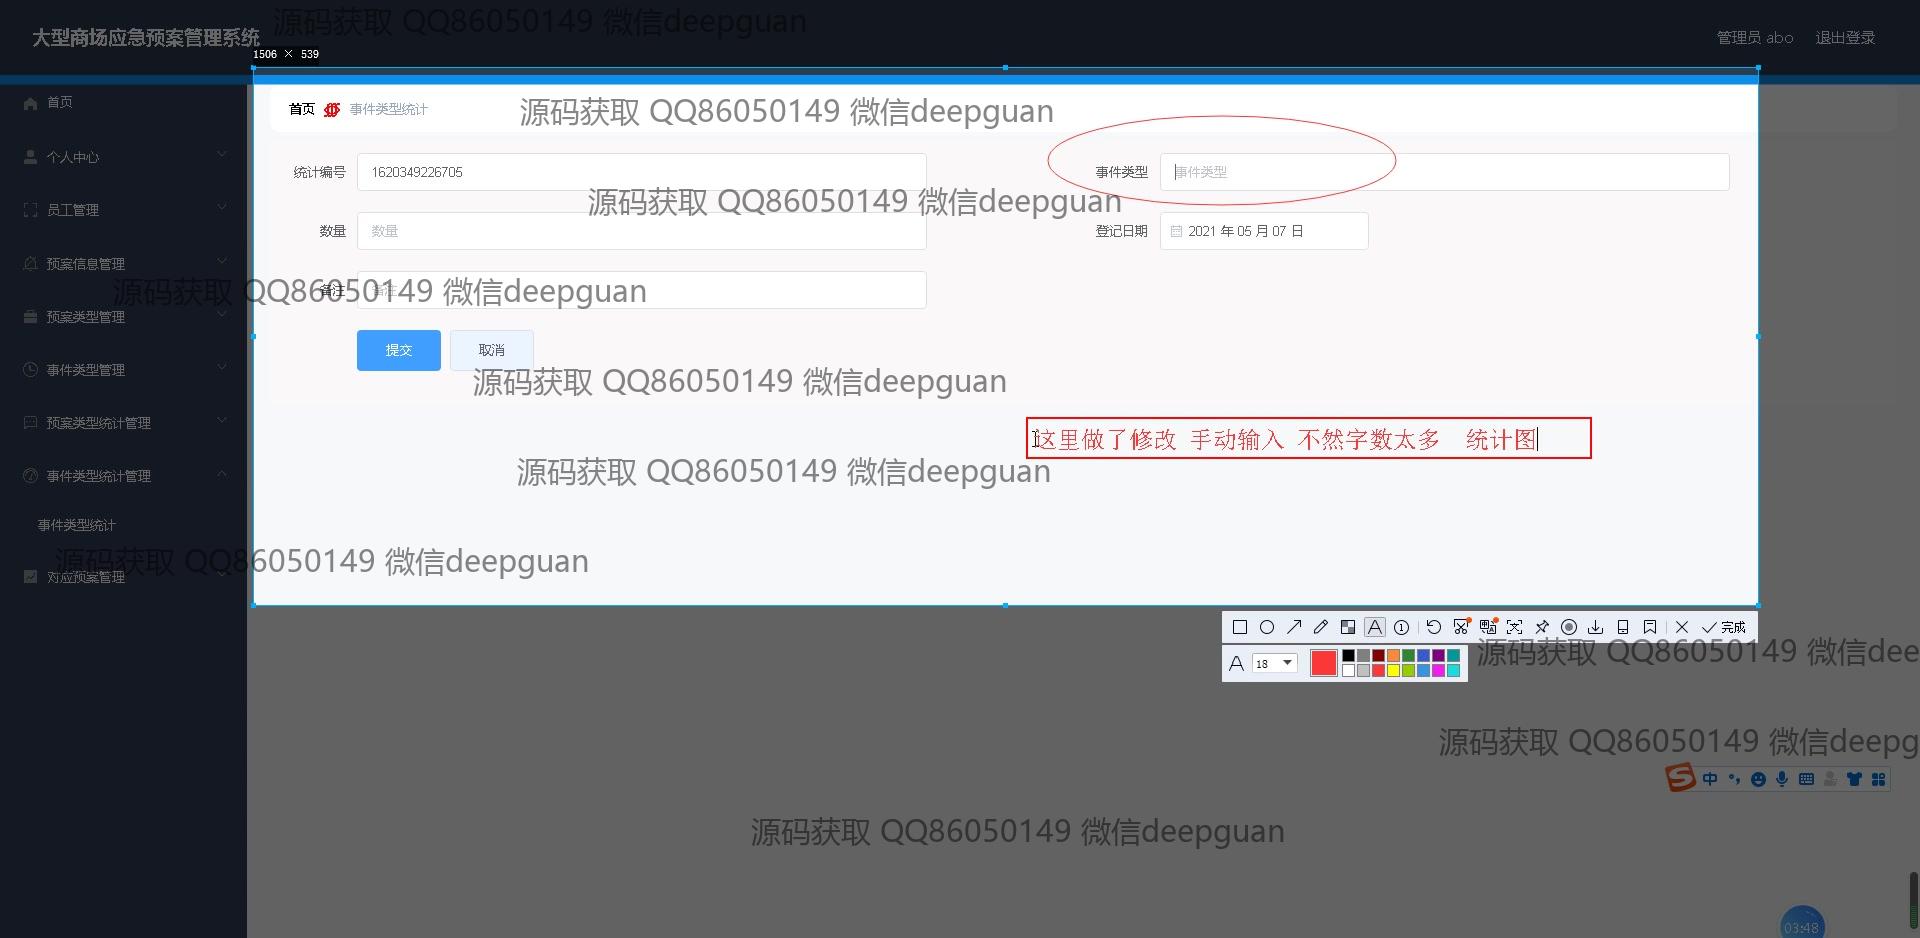 源码获取 QQ86050149 微信deepguan
大型商场应急预案管理系统
管理员 abo
退出登录
1506 × 539
首页
首页
事件类型统计
源码获取 QQ86050149 微信deepguan
个人中心
统计编号
1620349226705
事件类型
事件类型
源码获取 QQ86050149 微信deepguan
员工管理
数量
数量
登记日期
2021 年 05 月 07 日
预案信息管理
源码获取 QQ86050149 微信deepguan
备注
备注
预案类型管理
提交
取消
事件类型管理
源码获取 QQ86050149 微信deepguan
预案类型统计管理
这里做了修改 手动输入 不然字数太多 统计图
事件类型统计管理
源码获取 QQ86050149 微信deepguan
事件类型统计
源码获取 QQ86050149 微信deepguan
对应预案管理
完成
源码获取 QQ86050149 微信dee
A 18
源码获取 QQ86050149 微信deepg
中
源码获取 QQ86050149 微信deepguan
03:48